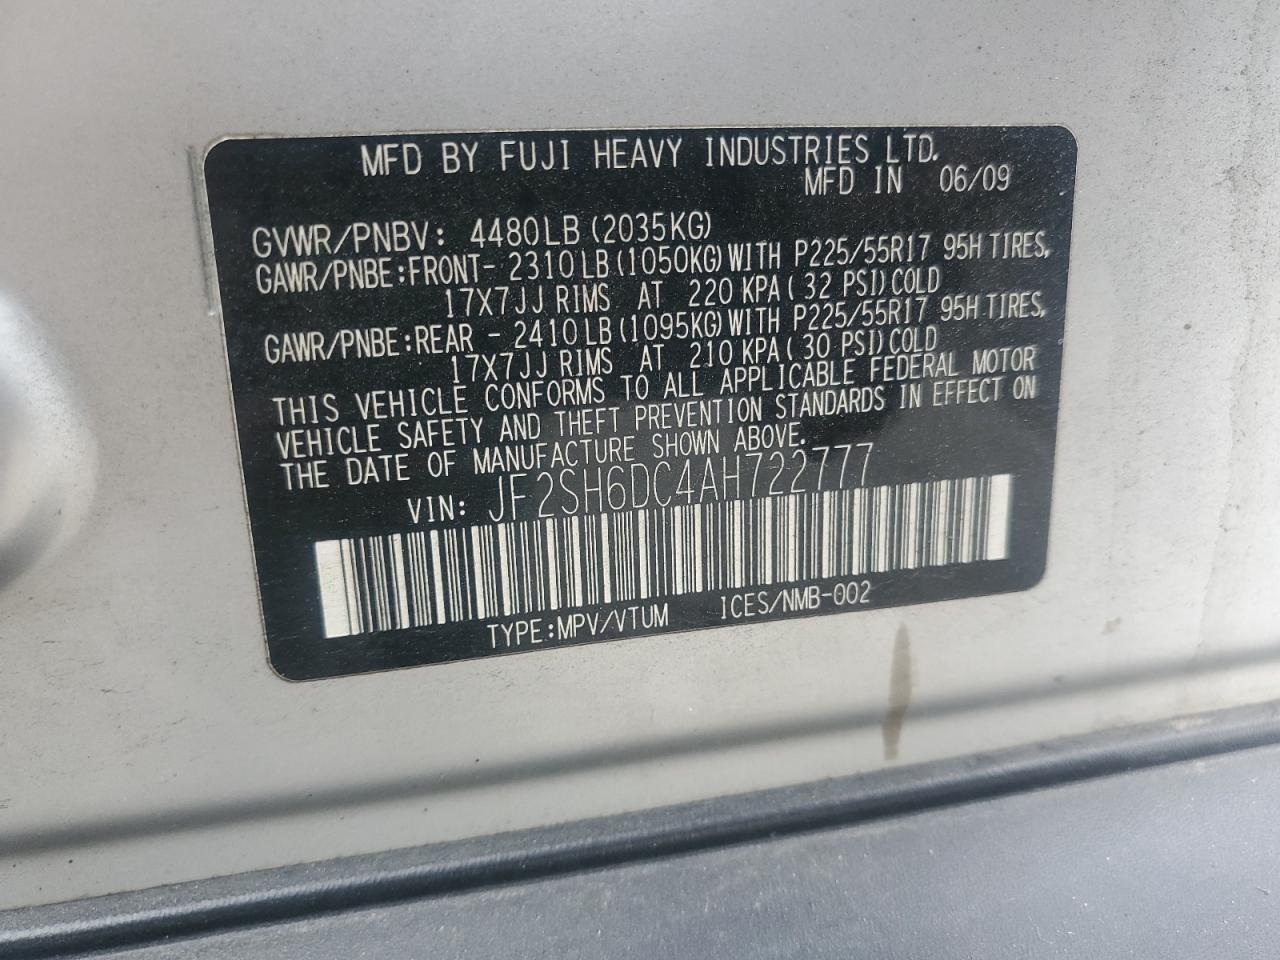 MFD BY FUJI HEAVY INDUSTRIES LTD.
MFD IN 06/09
GVWR/PNBV: 4480LB (2035KG)
GAWR/PNBE:FRONT- 2310LB (1050KG) WITH P225/55R17 95H TIRES,
17X7JJ RIMS AT 220 KPA( 32 PSI)COLD
GAWR/PNBE:REAR - 2410LB (1095KG) WITH P225/55R17 95H TIRES,
17X7JJ RIMS AT 210 KPA( 30 PSI)COLD
THIS VEHICLE CONFORMS TO ALL APPLICABLE FEDERAL MOTOR
VEHICLE SAFETY AND THEFT PREVENTION STANDARDS IN EFFECT ON
THE DATE OF MANUFACTURE SHOWN ABOVE.
VIN: JF2SH6DC4AH722777
TYPE:MPV/VTUM ICES/NMB-002